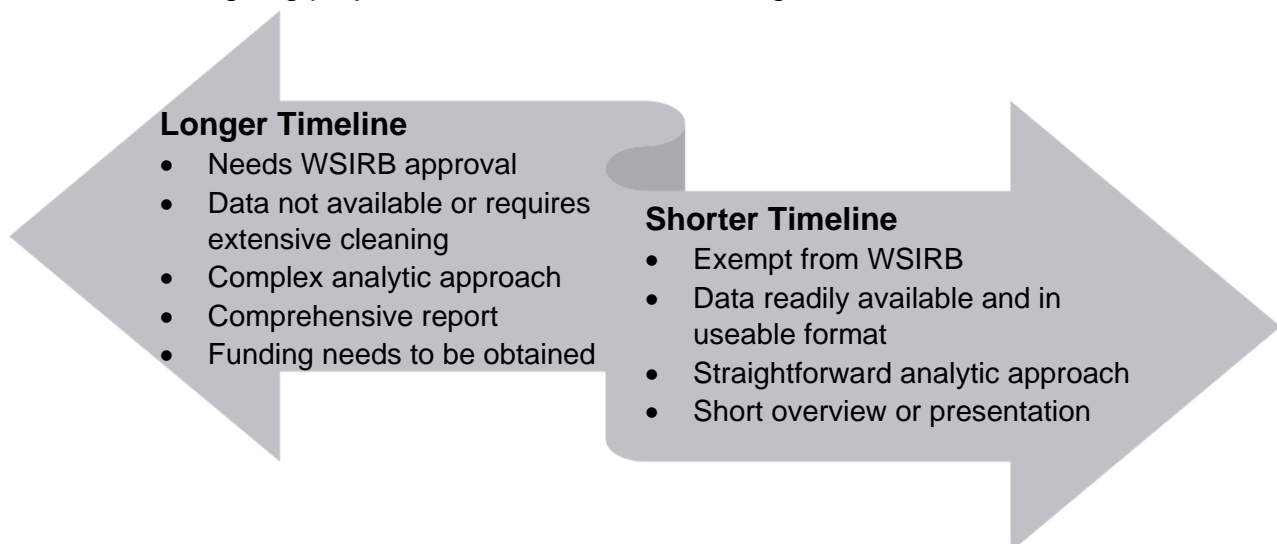 Longer Timeline
• Needs WSIRB approval
• Data not available or requires
extensive cleaning
• Complex analytic approach
• Comprehensive report
• Funding needs to be obtained
Shorter Timeline
• Exempt from WSIRB
• Data readily available and in
useable format
• Straightforward analytic approach
• Short overview or presentation